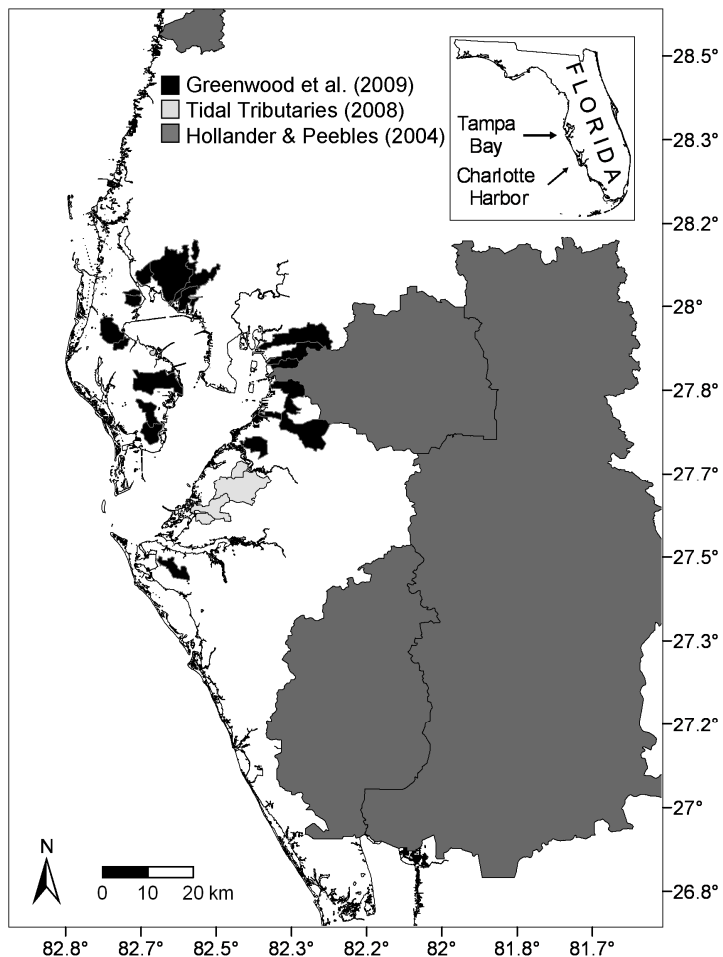 Greenwood et al. (2009)
Tidal Tributaries (2008)
Hollander & Peebles (2004)
FLORIDA
Tampa
Bay
Charlotte
Harbor
28.5°
28.3°
28.2°
28°
27.8°
27.7°
27.5°
27.3°
27.2°
27°
26.8°
N
0 10 20 km
82.8° 82.7° 82.5° 82.3° 82.2° 82° 81.8° 81.7°